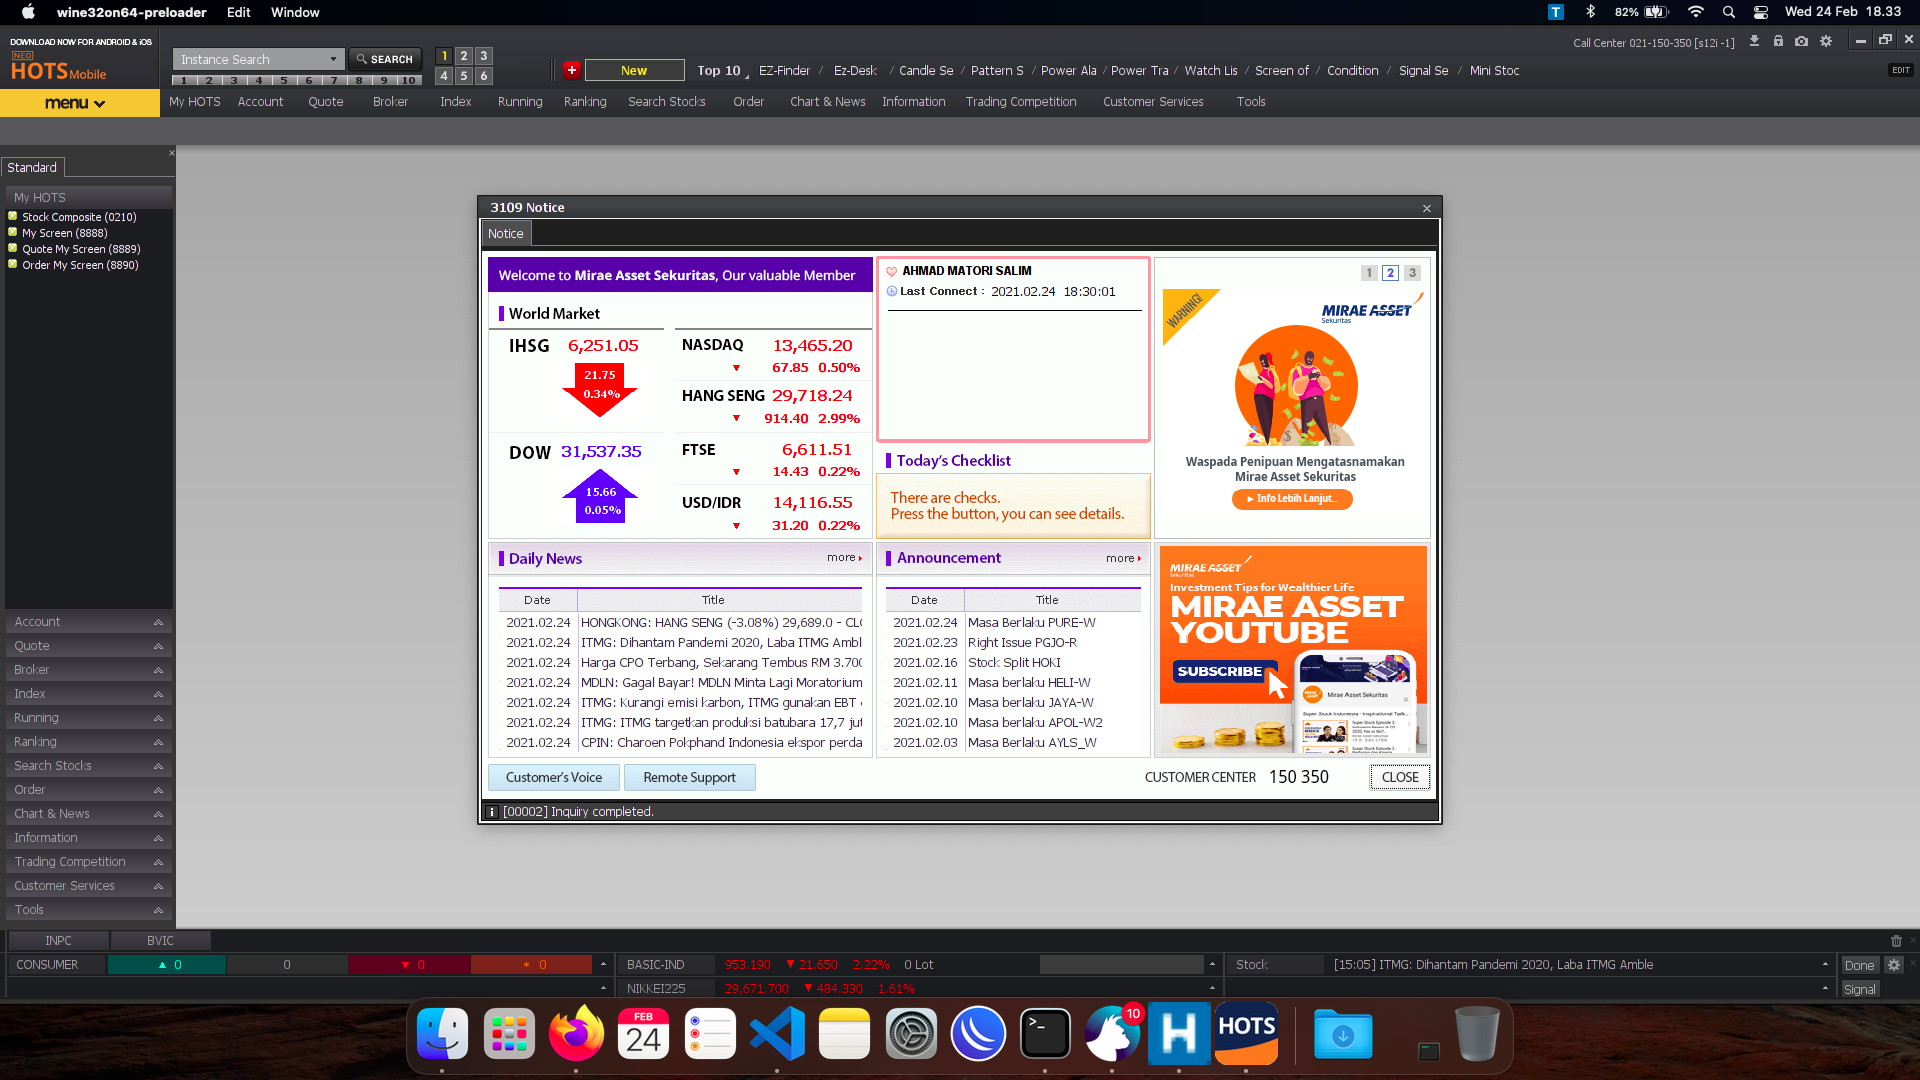 wine32on64-preloader Edit Window
82% Wed 24 Feb 18.33
DOWNLOAD NOW FOR ANDROID & iOS
NEO
HOTS Mobile
Instance Search
SEARCH
1 2 3 4 5 6 7 8 9 10
1 2 3
4 5 6
New
Top 10
EZ-Finder / Ez-Desk / Candle Se / Pattern S / Power Ala / Power Tra / Watch Lis / Screen of / Condition / Signal Se / Mini Stoc
Call Center 021-150-350 [s12i -1]
EDIT
menu
My HOTS Account Quote Broker Index Running Ranking Search Stocks Order Chart & News Information Trading Competition Customer Services Tools
Standard
My HOTS
Stock Composite (0210)
My Screen (8888)
Quote My Screen (8889)
Order My Screen (8890)
Account
Quote
Broker
Index
Running
Ranking
Search Stocks
Order
Chart & News
Information
Trading Competition
Customer Services
Tools
3109 Notice
Notice
Welcome to Mirae Asset Sekuritas, Our valuable Member
World Market
IHSG 6,251.05
21.75
0.34%
DOW 31,537.35
15.66
0.05%
NASDAQ 13,465.20
67.85 0.50%
HANG SENG 29,718.24
914.40 2.99%
FTSE 6,611.51
14.43 0.22%
USD/IDR 14,116.55
31.20 0.22%
AHMAD MATORI SALIM
Last Connect : 2021.02.24 18:30:01
Today's Checklist
There are checks.
Press the button, you can see details.
1 2 3
WARNING!
MIRAE ASSET
Sekuritas
Waspada Penipuan Mengatasnamakan
Mirae Asset Sekuritas
Info Lebih Lanjut..
Daily News more
Date Title
2021.02.24 HONGKONG: HANG SENG (-3.08%) 29,689.0 - CLO
2021.02.24 ITMG: Dihantam Pandemi 2020, Laba ITMG Ambl
2021.02.24 Harga CPO Terbang, Sekarang Tembus RM 3.700
2021.02.24 MDLN: Gagal Bayar! MDLN Minta Lagi Moratorium
2021.02.24 ITMG: Kurangi emisi karbon, ITMG gunakan EBT
2021.02.24 ITMG: ITMG targetkan produksi batubara 17,7 jut
2021.02.24 CPIN: Charoen Pokphand Indonesia ekspor perda
Announcement more
Date Title
2021.02.24 Masa Berlaku PURE-W
2021.02.23 Right Issue PGJO-R
2021.02.16 Stock Split HOKI
2021.02.11 Masa berlaku HELI-W
2021.02.10 Masa berlaku JAYA-W
2021.02.10 Masa berlaku APOL-W2
2021.02.03 Masa Berlaku AYLS_W
MIRAE ASSET
Sekuritas
Investment Tips for Wealthier Life
MIRAE ASSET
YOUTUBE
SUBSCRIBE
Mirae Asset Sekuritas
Customer's Voice
Remote Support
CUSTOMER CENTER 150 350
CLOSE
[00002] Inquiry completed.
INPC BVIC
CONSUMER 0 0 0 0
BASIC-IND 953.190 21.650 2.22% 0 Lot
Stock [15:05] ITMG: Dihantam Pandemi 2020, Laba ITMG Amble
Done
NIKKEI225 29,671.700 484.330 1.61%
Signal
FEB
24
10
H
HOTS